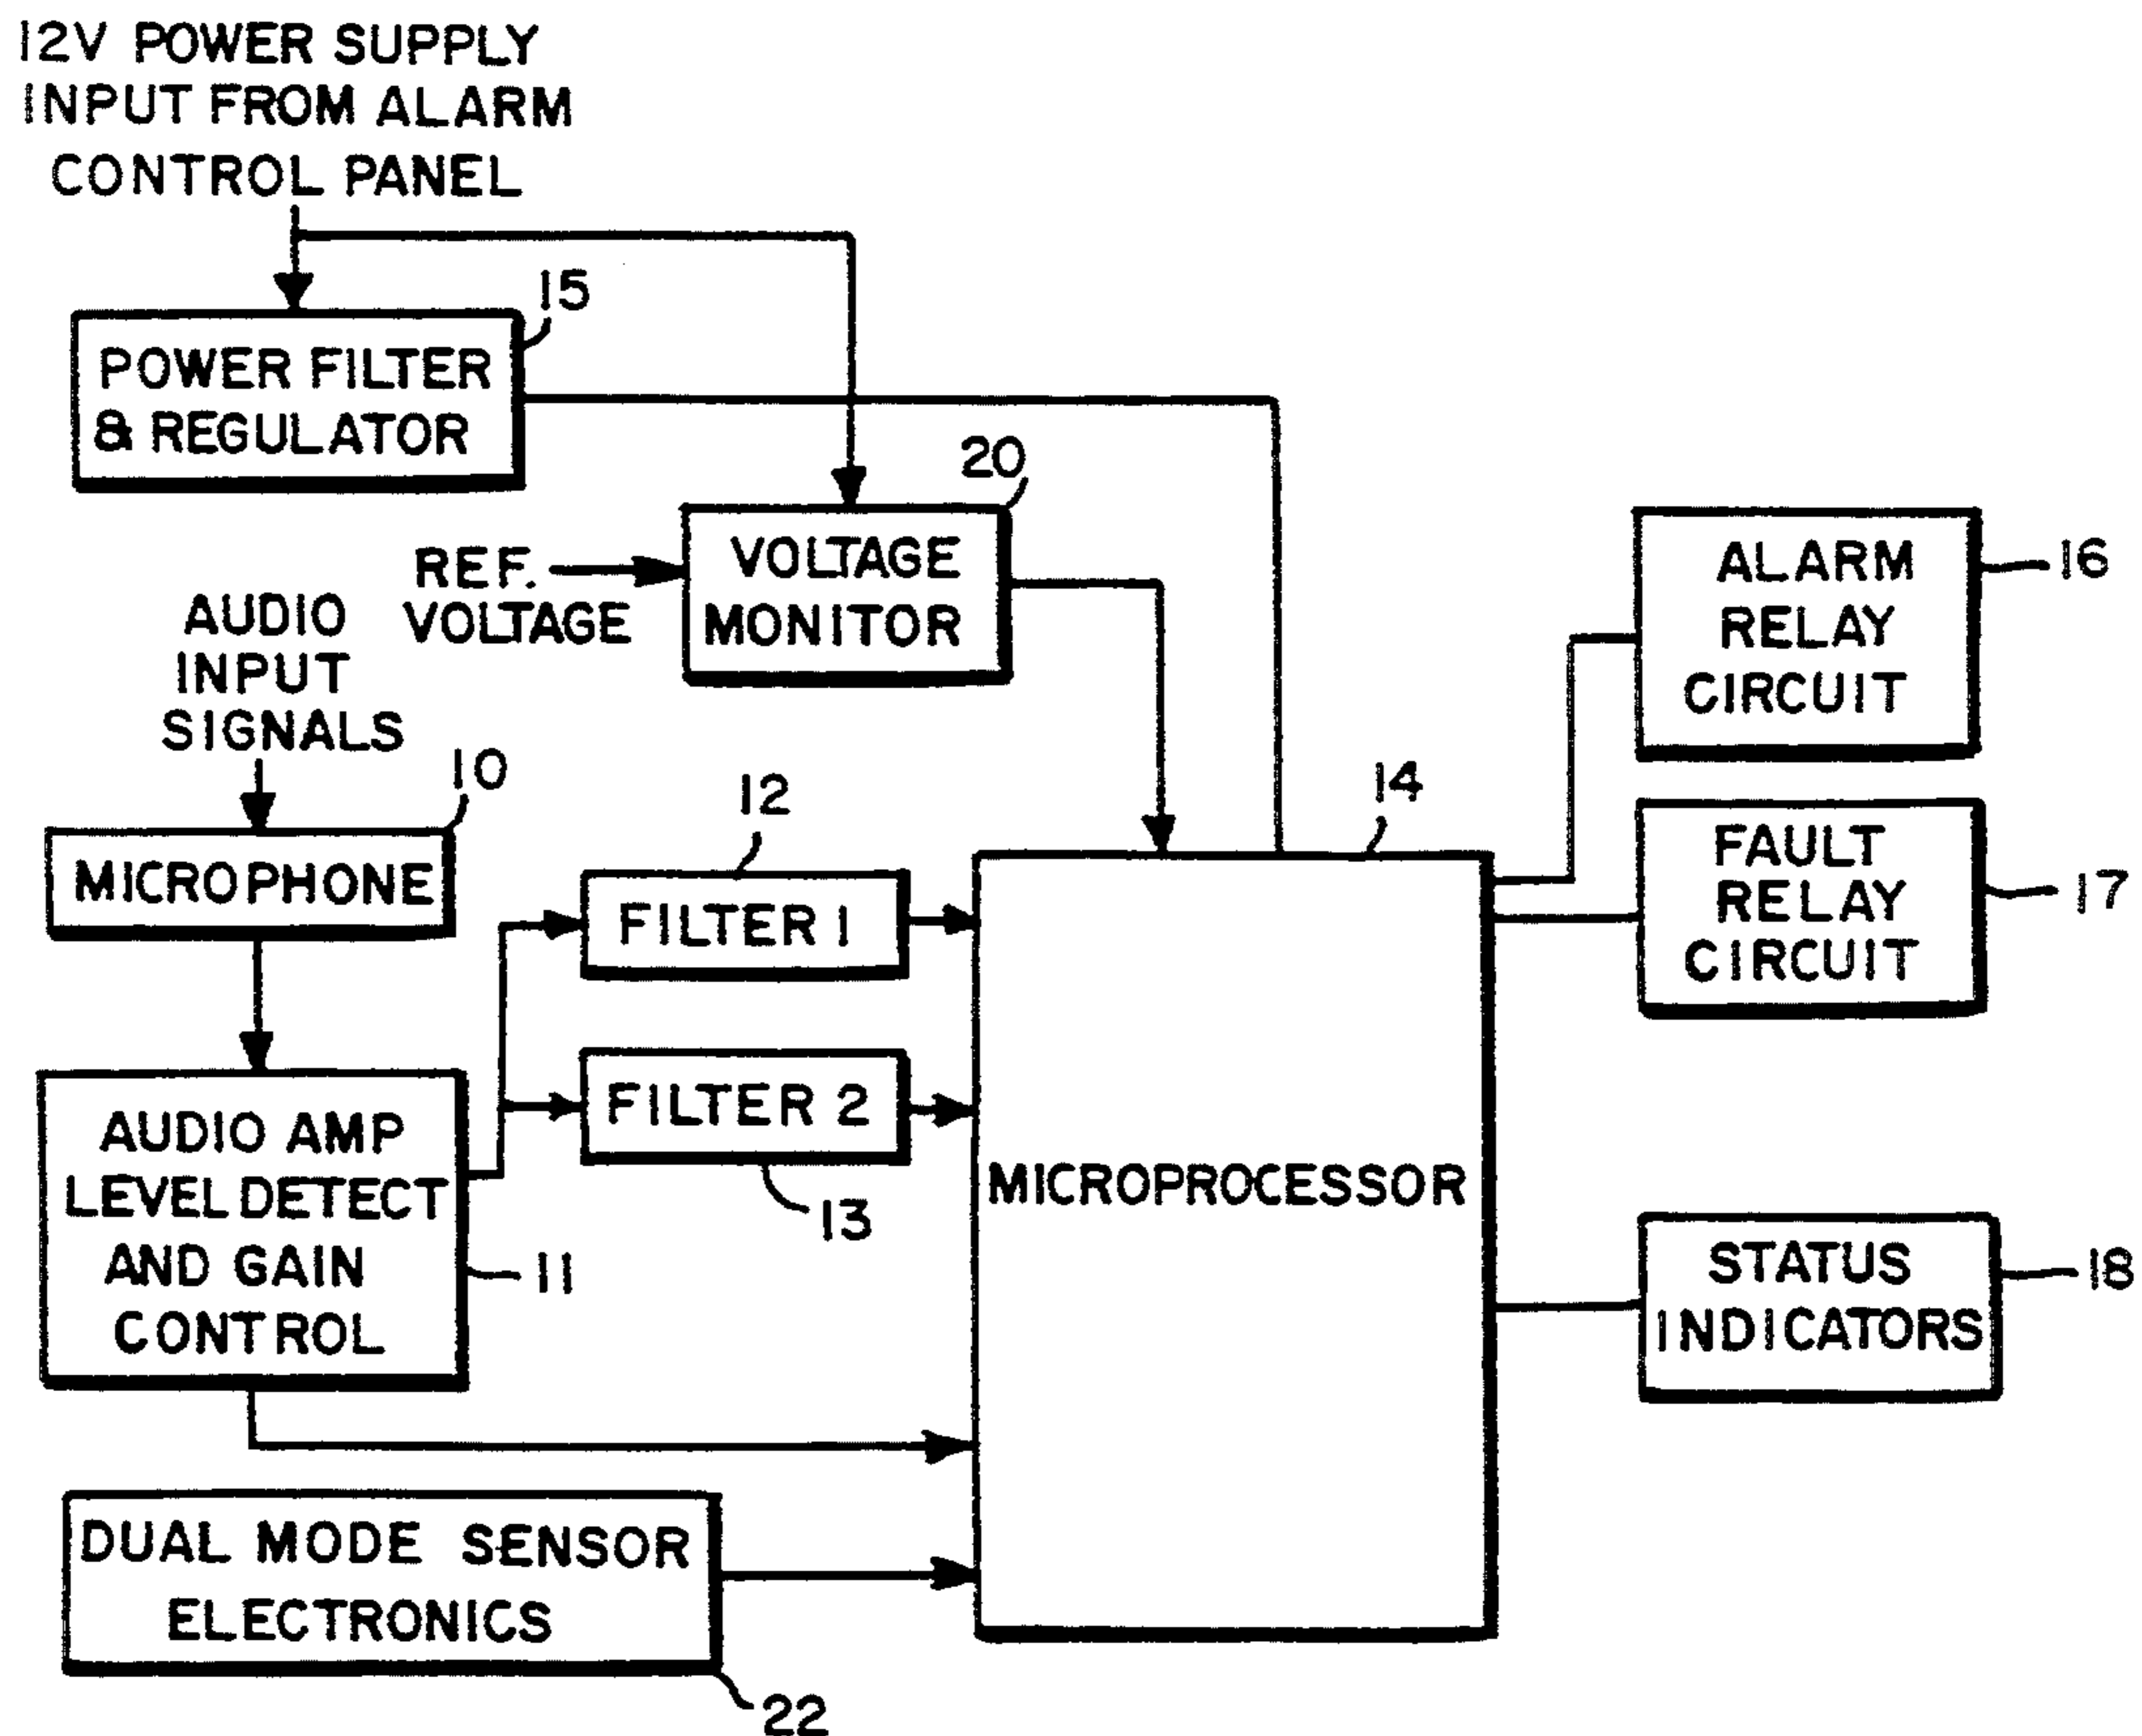 12V POWER SUPPLY
INPUT FROM ALARM
CONTROL PANEL
15
POWER FILTER
& REGULATOR
20
REF.
VOLTAGE
VOLTAGE
MONITOR
ALARM
RELAY
CIRCUIT
16
AUDIO
INPUT
SIGNALS
10
MICROPHONE
12
FILTER 1
14
FAULT
RELAY
CIRCUIT
17
FILTER 2
13
AUDIO AMP
LEVEL DETECT
AND GAIN
CONTROL
11
MICROPROCESSOR
STATUS
INDICATORS
18
DUAL MODE SENSOR
ELECTRONICS
22